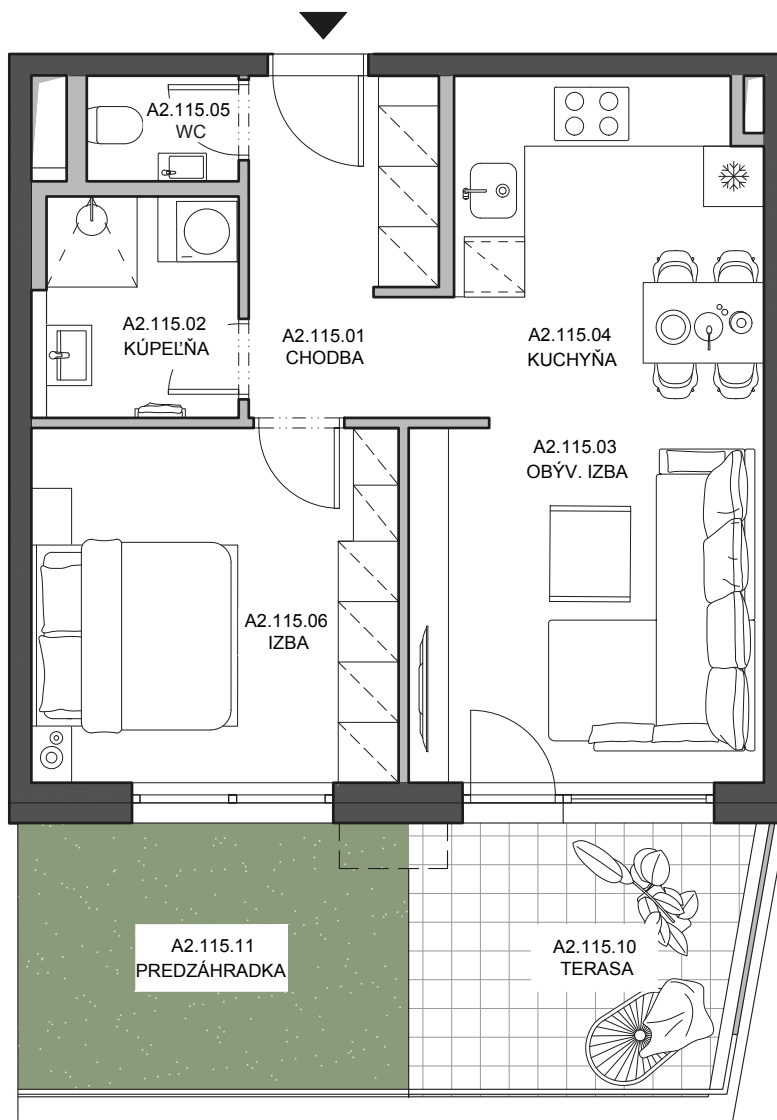 A2.115.05
WC
A2.115.02
KÚPEĽŇA
A2.115.01
CHODBA
A2.115.04
KUCHYŇA
A2.115.03
OBÝV. IZBA
A2.115.06
IZBA
A2.115.11
PREDZÁHRADKA
A2.115.10
TERASA